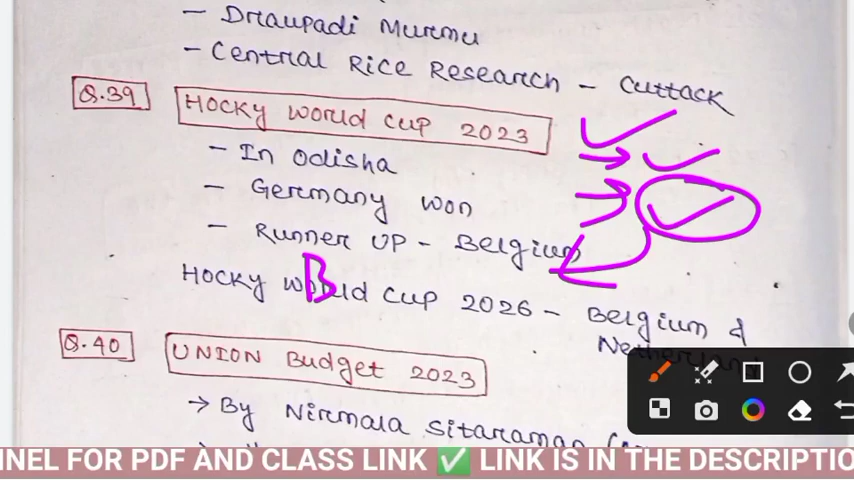 - Draupadi Murmu
- Central Rice Research - Cuttack
Q.39 Hocky World Cup 2023
- In Odisha
- Germany won
- Runner UP - Belgium
Hocky World Cup 2026 - Belgium &
Netherland
B
Q.40 UNION Budget 2023
→ By Nirmala Sitaraman
NEL FOR PDF AND CLASS LINK ✅ LINK IS IN THE DESCRIPTIO